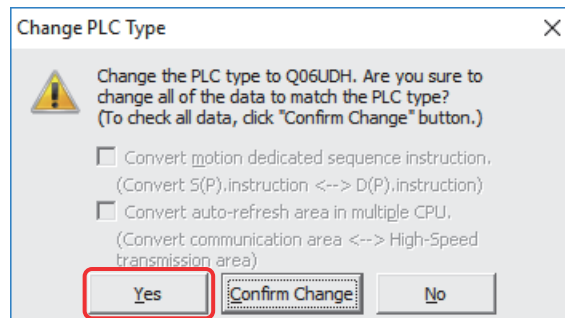 Change PLC Type
Change the PLC type to Q06UDH. Are you sure to
change all of the data to match the PLC type?
(To check all data, click "Confirm Change" button.)
Convert motion dedicated sequence instruction.
(Convert S(P).instruction <--> D(P).instruction)
Convert auto-refresh area in multiple CPU.
(Convert communication area <--> High-Speed
transmission area)
Yes
Confirm Change
No